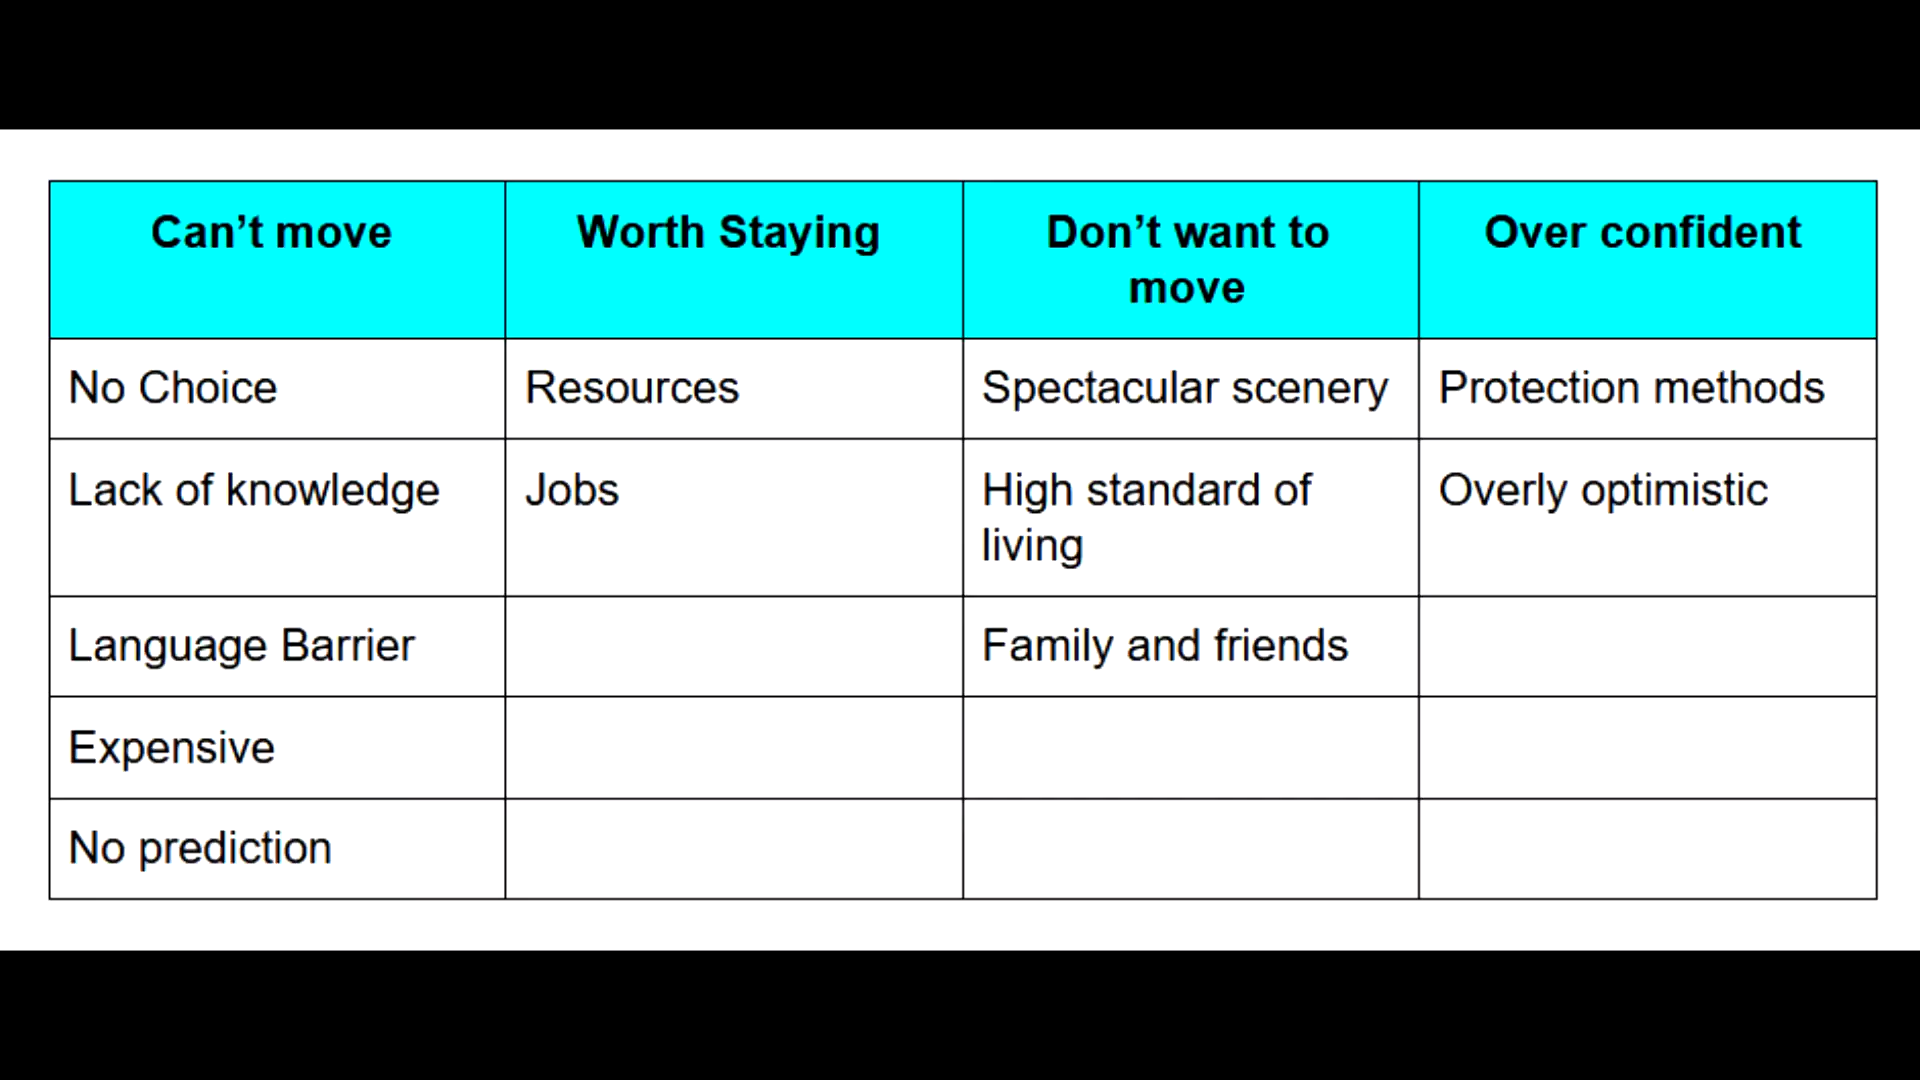 Can’t move
Worth Staying
Don’t want to
move
Over confident
No Choice
Resources
Spectacular scenery
Protection methods
Lack of knowledge
Jobs
High standard of
living
Overly optimistic
Language Barrier
Family and friends
Expensive
No prediction